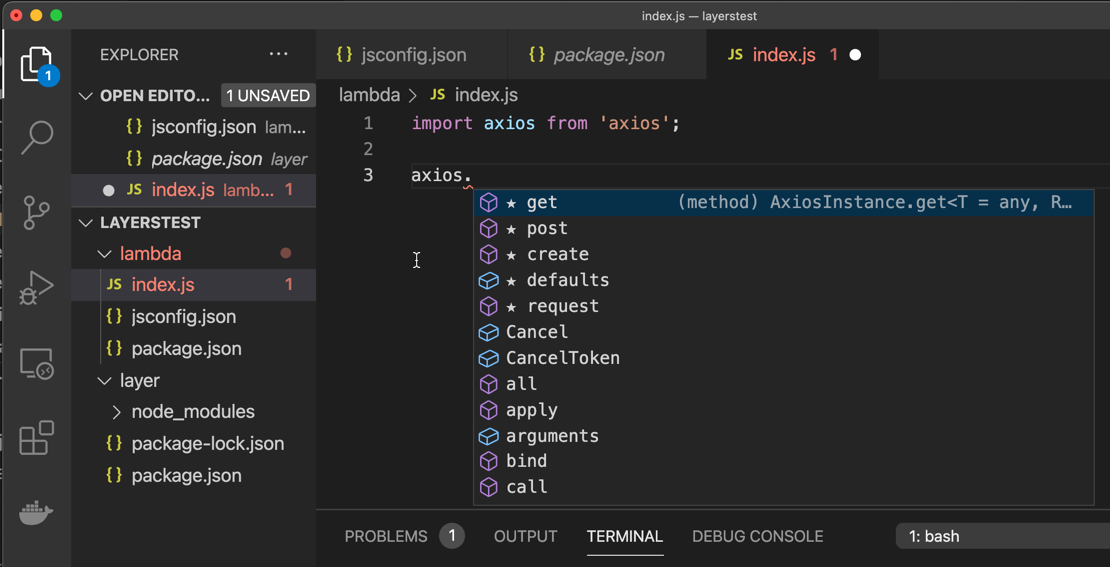 index.js — layerstest
EXPLORER ...
{} jsconfig.json {} package.json JS index.js 1
1
OPEN EDITO... 1 UNSAVED
{} jsconfig.json lam...
{} package.json layer
JS index.js lamb... 1
LAYERSTEST
lambda
JS index.js 1
{} jsconfig.json
{} package.json
layer
node_modules
{} package-lock.json
{} package.json
lambda > JS index.js
1 import axios from 'axios';
2
3 axios.
★ get (method) AxiosInstance.get<T = any, R…
★ post
★ create
★ defaults
★ request
Cancel
CancelToken
all
apply
arguments
bind
call
PROBLEMS 1 OUTPUT TERMINAL DEBUG CONSOLE 1: bash